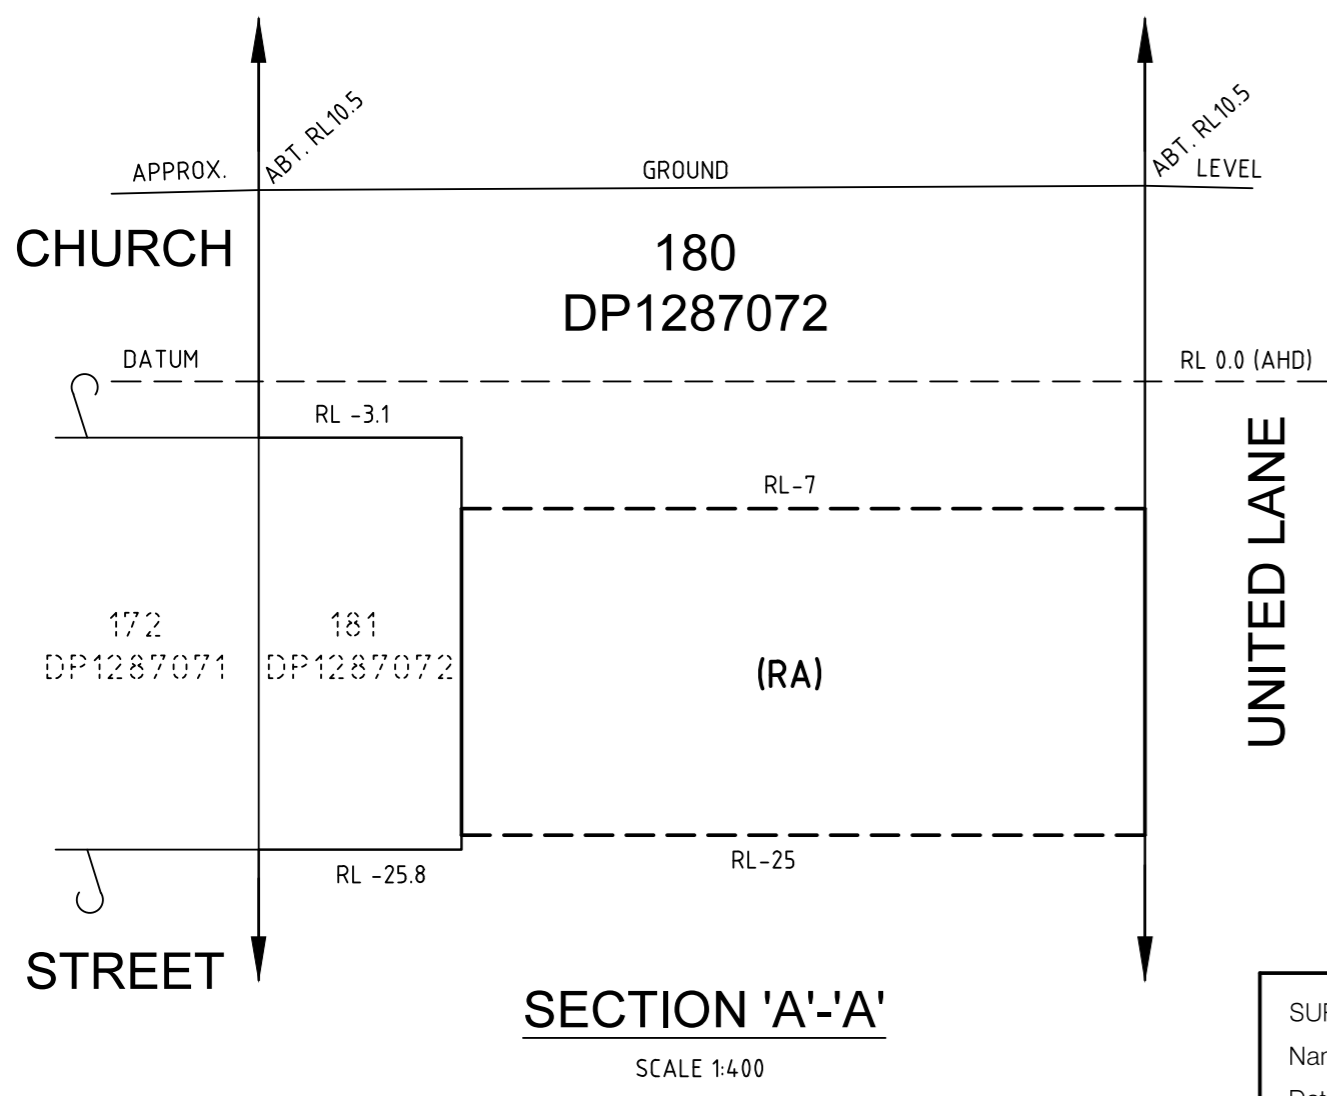 ABT. RL10.5
ABT. RL10.5
APPROX.
GROUND
LEVEL
CHURCH
180
DP1287072
DATUM
RL 0.0 (AHD)
RL -3.1
RL-7
UNITED LANE
172
DP1287071
181
DP1287072
(RA)
RL-25
RL -25.8
STREET
SECTION 'A'-'A'
SCALE 1:400